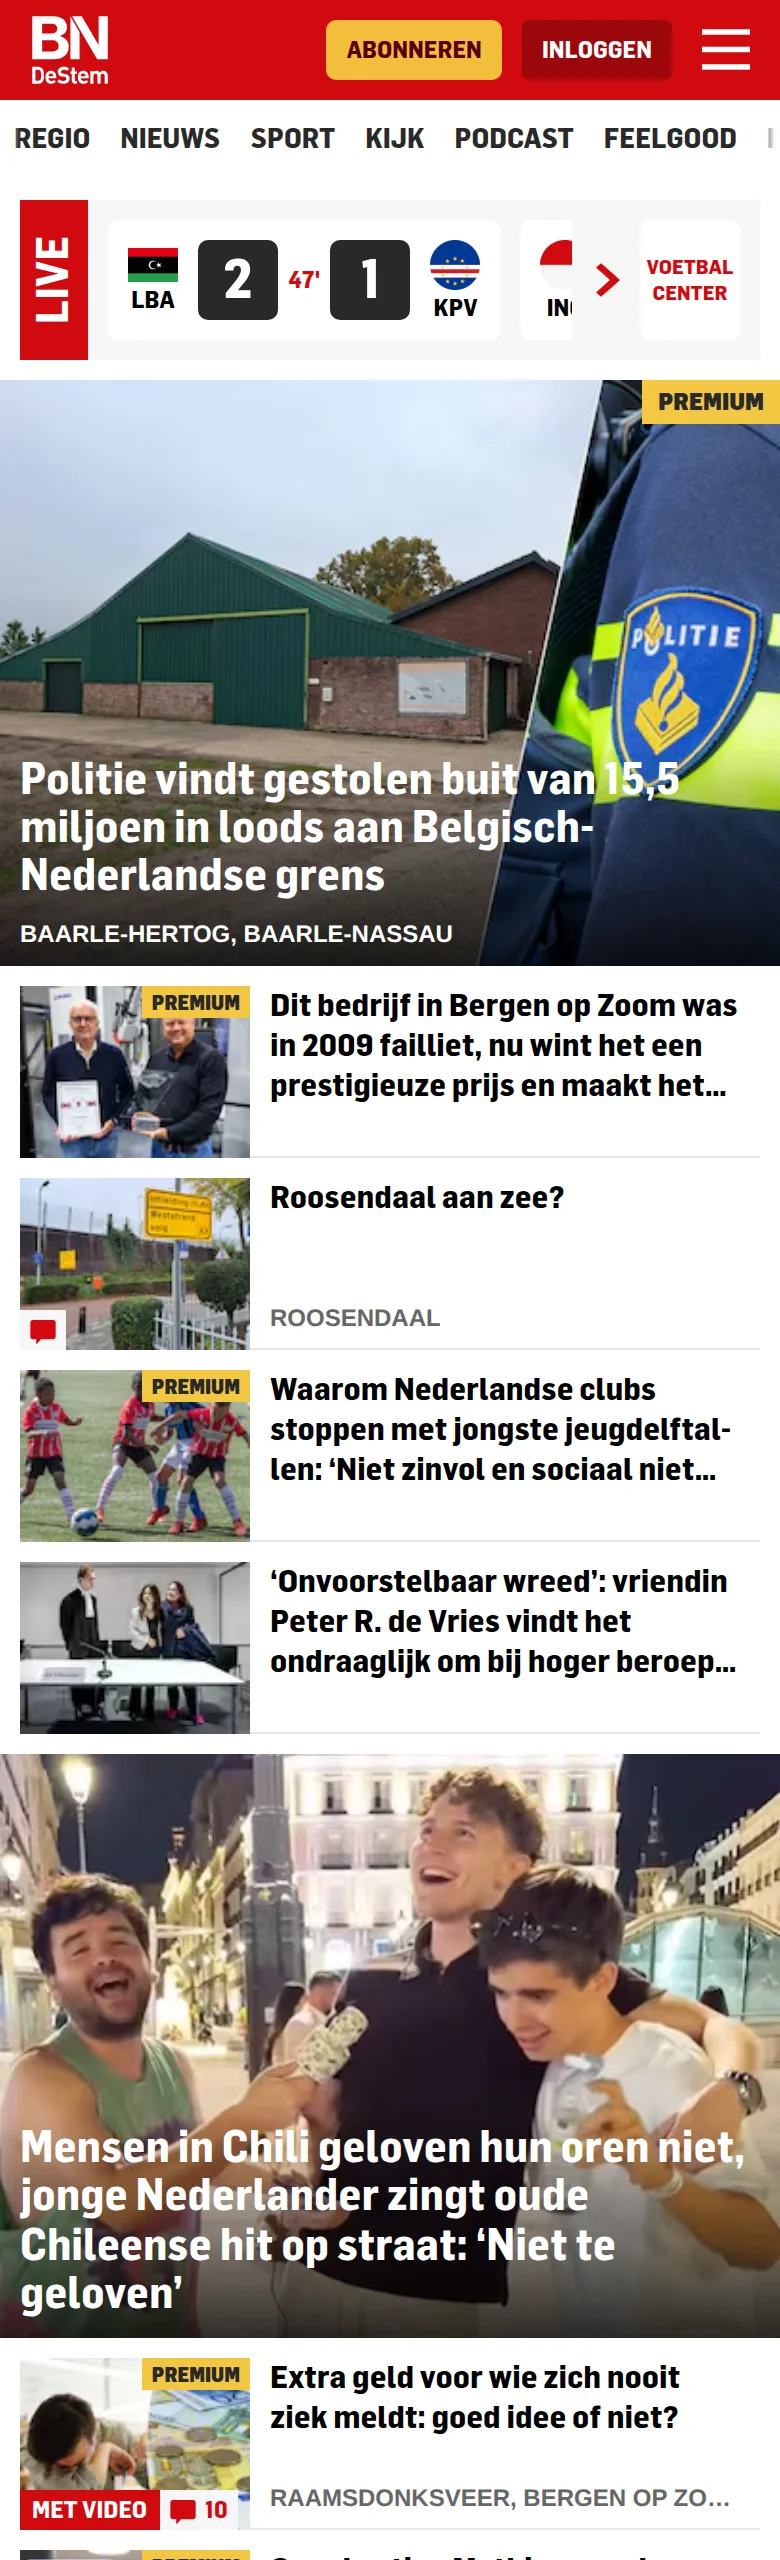 BN
DeStem
ABONNEREN
INLOGGEN
REGIO NIEUWS SPORT KIJK PODCAST FEELGOOD
LIVE
LBA
2
47'
1
KPV
VOETBAL
CENTER
PREMIUM
POLITIE
Politie vindt gestolen buit van 15,5
miljoen in loods aan Belgisch-
Nederlandse grens
BAARLE-HERTOG, BAARLE-NASSAU
PREMIUM
Dit bedrijf in Bergen op Zoom was
in 2009 failliet, nu wint het een
prestigieuze prijs en maakt het...
Roosendaal aan zee?
ROOSENDAAL
PREMIUM
Waarom Nederlandse clubs
stoppen met jongste jeugdelftal-
len: ‘Niet zinvol en sociaal niet...
‘Onvoorstelbaar wreed’: vriendin
Peter R. de Vries vindt het
ondraaglijk om bij hoger beroep...
Mensen in Chili geloven hun oren niet,
jonge Nederlander zingt oude
Chileense hit op straat: ‘Niet te
geloven’
PREMIUM
Extra geld voor wie zich nooit
ziek meldt: goed idee of niet?
MET VIDEO
10
RAAMSDONKSVEER, BERGEN OP ZO...